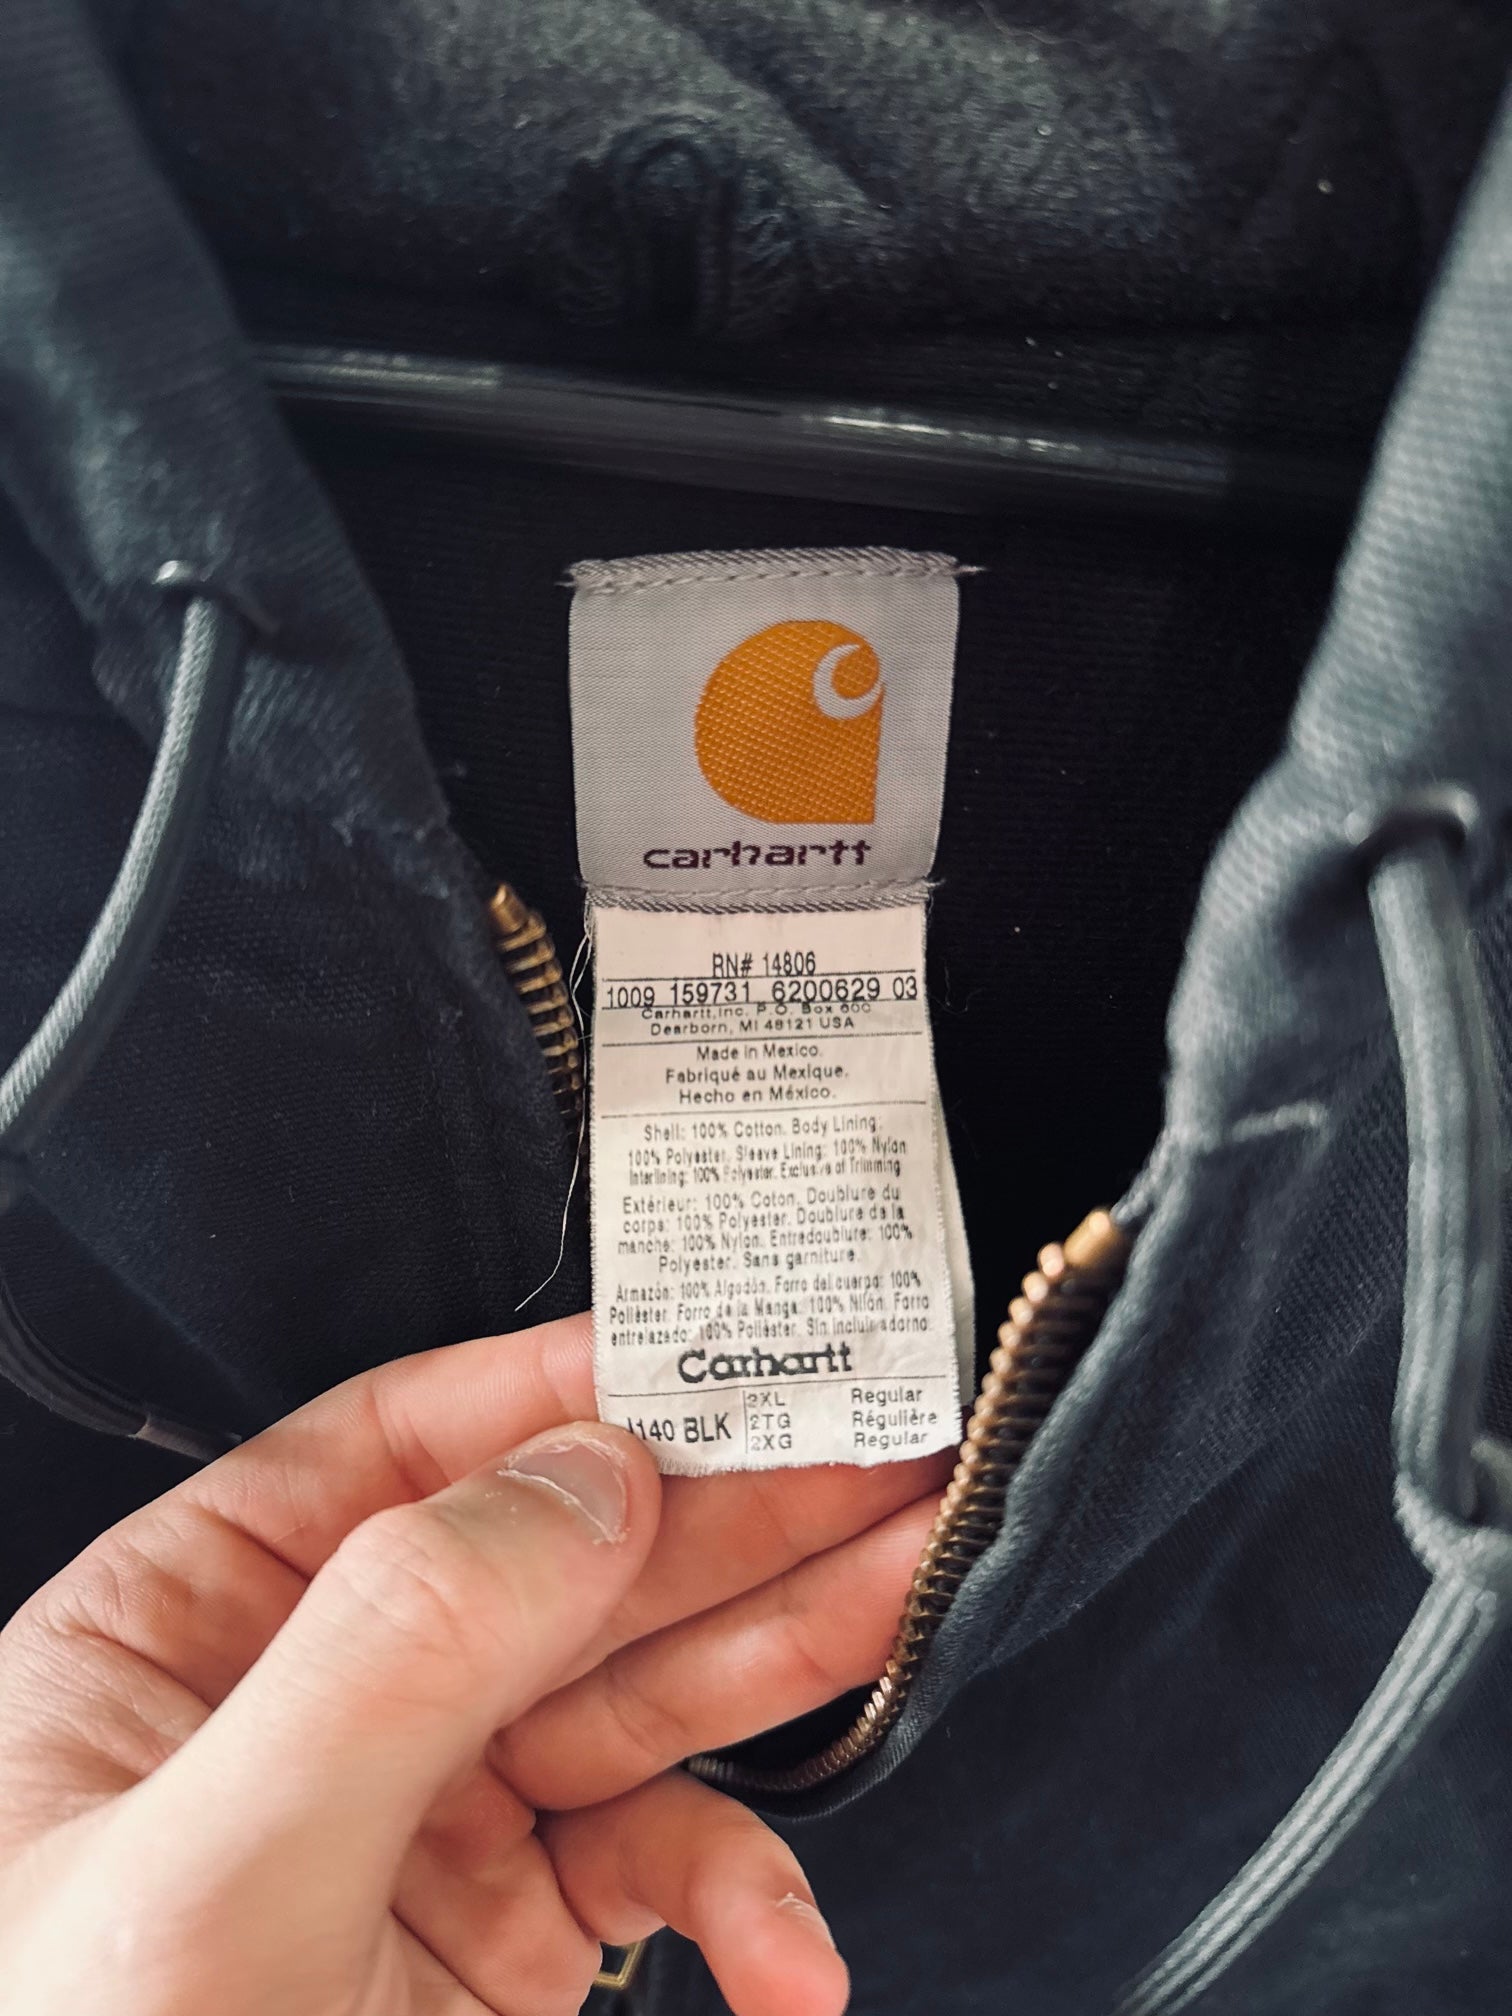 carhartt
RN# 14806
1009 159731 6200629 03
Carhartt, Inc. P.O. Box 600
Dearborn, MI 48121 USA
Made in Mexico.
Fabriqué au Mexique.
Hecho en México.
Shell: 100% Cotton. Body Lining:
100% Polyester. Sleeve Lining: 100% Nylon
Interlining: 100% Polyester. Exclusive of Trimming
Extérieur: 100% Coton. Doublure du
corps: 100% Polyester. Doublure de la
manche: 100% Nylon. Entredoublure: 100%
Polyester. Sans garniture.
Armazón: 100% Algodón. Forro del cuerpo: 100%
Poliéster. Forro de la Manga: 100% Nilón. Forro
entrelazado: 100% Poliéster. Sin incluir adorno.
Carhartt
J140 BLK 2XL Regular
2TG Régulière
2XG Regular